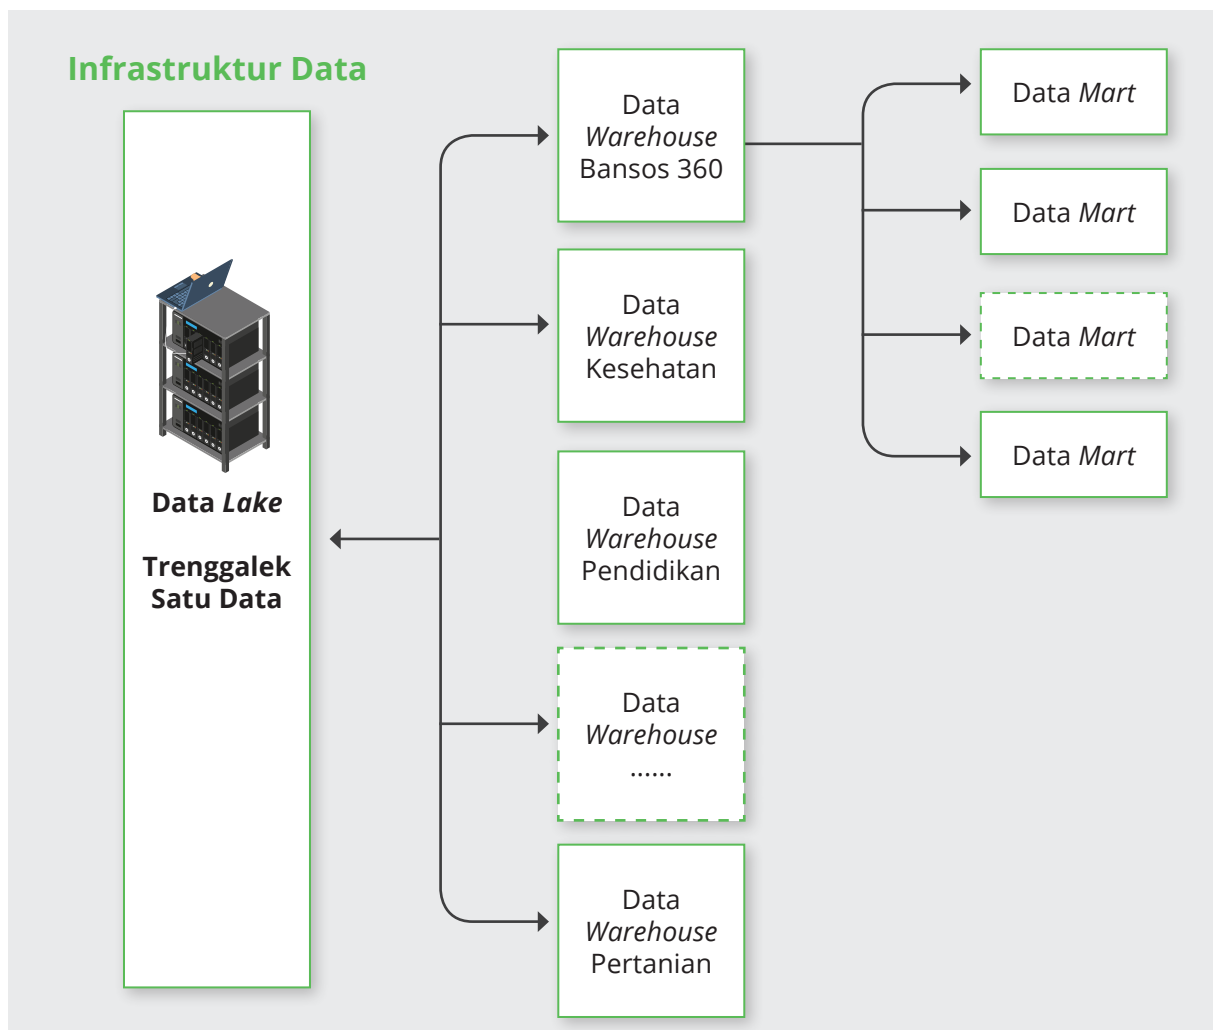 Infrastruktur Data
Data Lake
Trenggalek
Satu Data
Data
Warehouse
Bansos 360
Data
Warehouse
Kesehatan
Data
Warehouse
Pendidikan
Data
Warehouse
......
Data
Warehouse
Pertanian
Data Mart
Data Mart
Data Mart
Data Mart